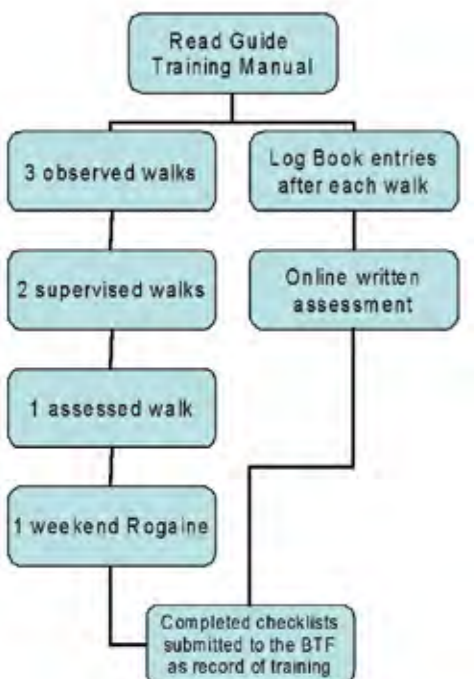 Read Guide
Training Manual
3 observed walks
Log Book entries
after each walk
2 supervised walks
Online written
assessment
1 assessed walk
1 weekend Rogaine
Completed checklists
submitted to the BTF
as record of training